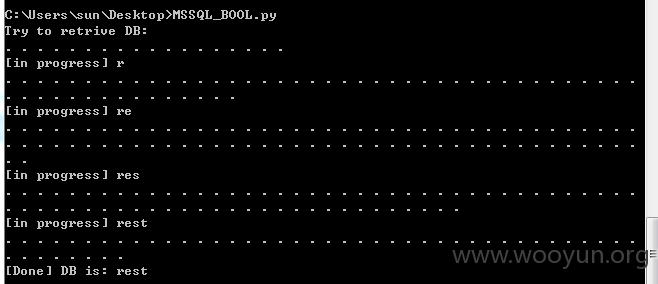 C:\Users\sun\Desktop>MSSQL_BOOL.py
Try to retrive DB:
- - - - - - - - - - - - - - - - - -
[in progress] r
- - - - - - - - - - - - - - - - - - - - - - - - - - - - - - - - - - - - - - - -
- - - - - - - - - - - - - - -
[in progress] re
- - - - - - - - - - - - - - - - - - - - - - - - - - - - - - - - - - - - - - - -
- - - - - - - - - - - - - - - - - - - - - - - - - - - - - - - - - - - - - - - -
- -
[in progress] res
- - - - - - - - - - - - - - - - - - - - - - - - - - - - - - - - - - - - - - - -
- - - - - - - - - - - - - - - - - - - - - - - - - - - - -
[in progress] rest
- - - - - - - - - - - - - - - - - - - - - - - - - - - - - - - - - - - - - - - -
- - - - - - - -
[Done] DB is: rest
www.wooyun.org